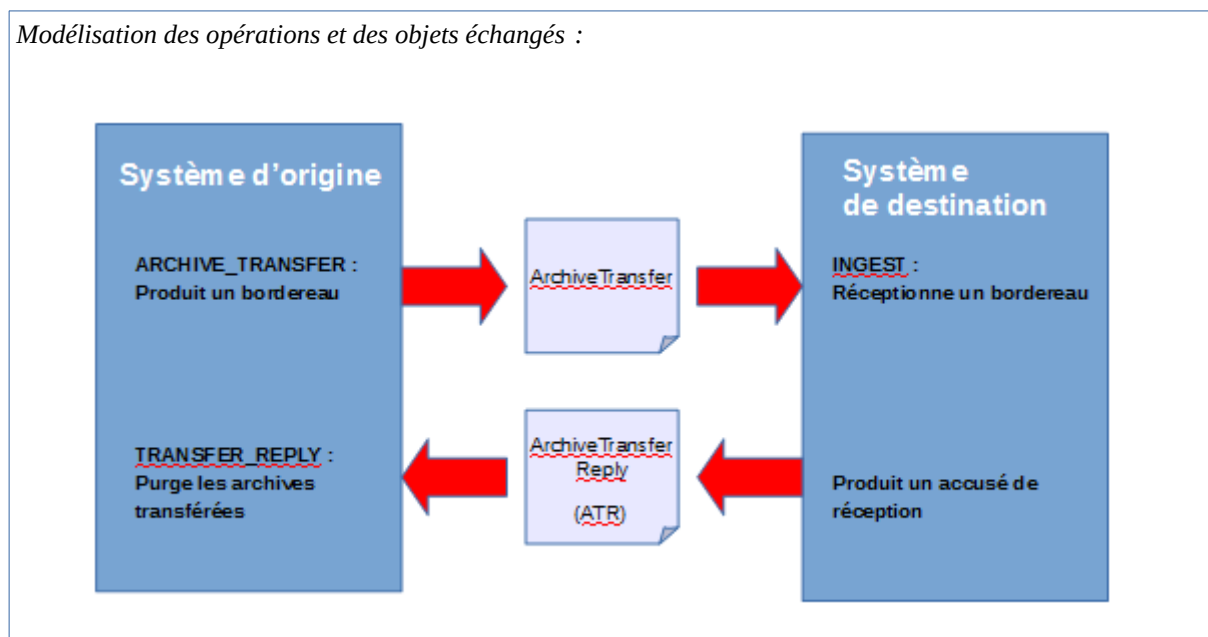 Modélisation des opérations et des objets échangés :
Système d'origine
ARCHIVE_TRANSFER :
Produit un bordereau
TRANSFER_REPLY :
Purge les archives
transférées
ArchiveTransfer
ArchiveTransfer
Reply
(ATR)
Système
de destination
INGEST :
Réceptionne un bordereau
Produit un accusé de
réception